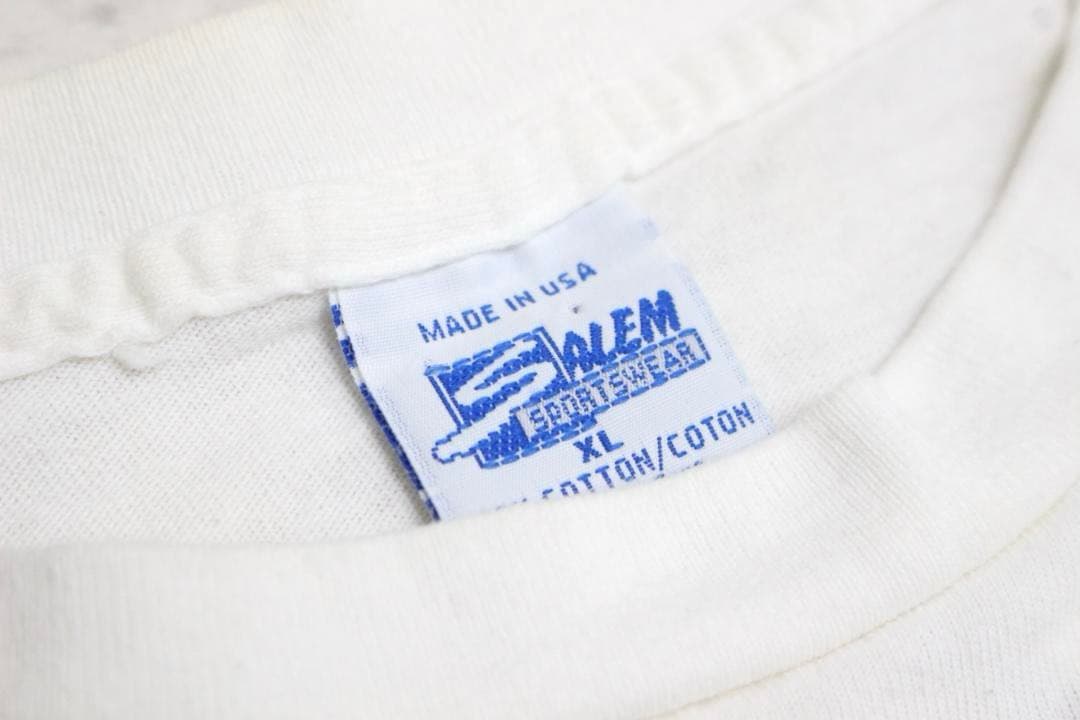 MADE IN USA
SALEM
SPORTSWEAR
XL
COTTON/COTON